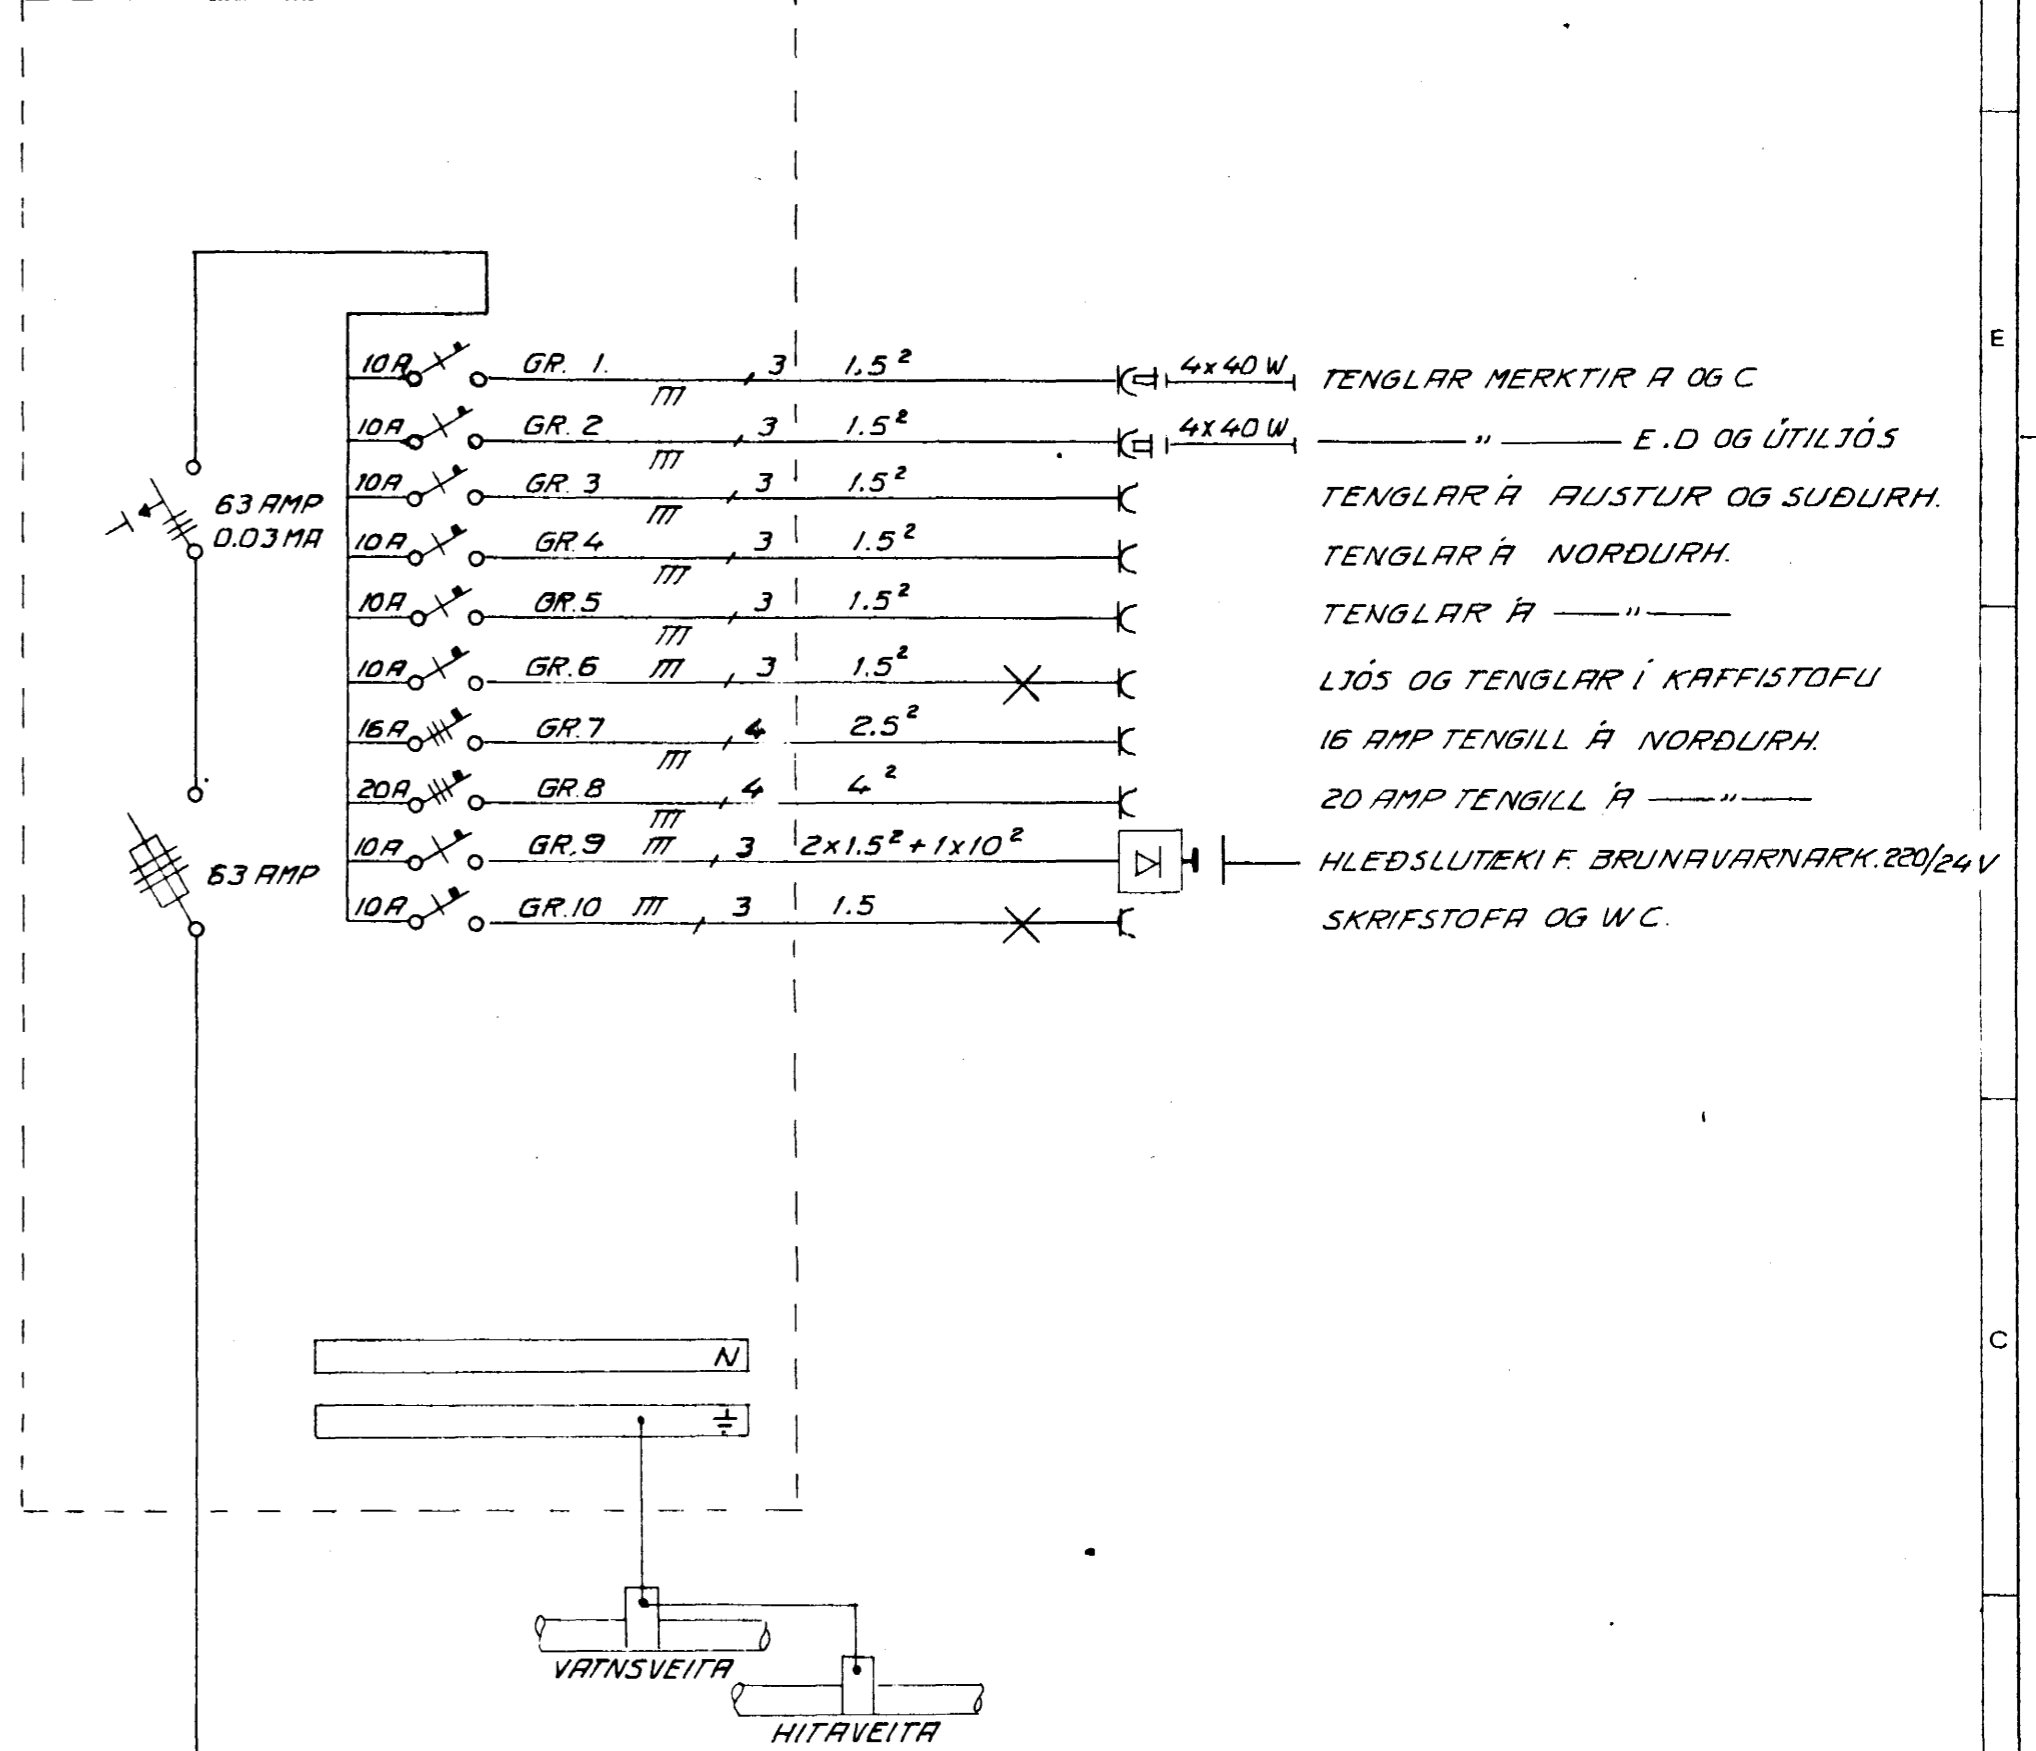 10A GR. 1. 3 1.5² 4x40 W TENGLAR MERKTIR A OG C
10A GR. 2 3 1.5² 4x40 W —— " —— E.D OG ÚTILJÓS
10A GR. 3 3 1.5² TENGLAR Á AUSTUR OG SUÐURH.
63 AMP
0.03 MA
10A GR.4 3 1.5² TENGLAR Á NORÐURH.
10A GR.5 3 1.5² TENGLAR Á —— " ——
10A GR.6 3 1.5² LJÓS OG TENGLAR Í KAFFISTOFU
16A GR.7 4 2.5² 16 AMP TENGILL Á NORÐURH.
20A GR.8 4 4² 20 AMP TENGILL Á —— " ——
10A GR.9 3 2x1.5² + 1x10² HLEÐSLUTÆKI F. BRUNAVARNARK. 220/24 V
63 AMP
10A GR.10 3 1.5 SKRIFSTOFA OG W C.
N
VATNSVEITA
HITAVEITA
E
C